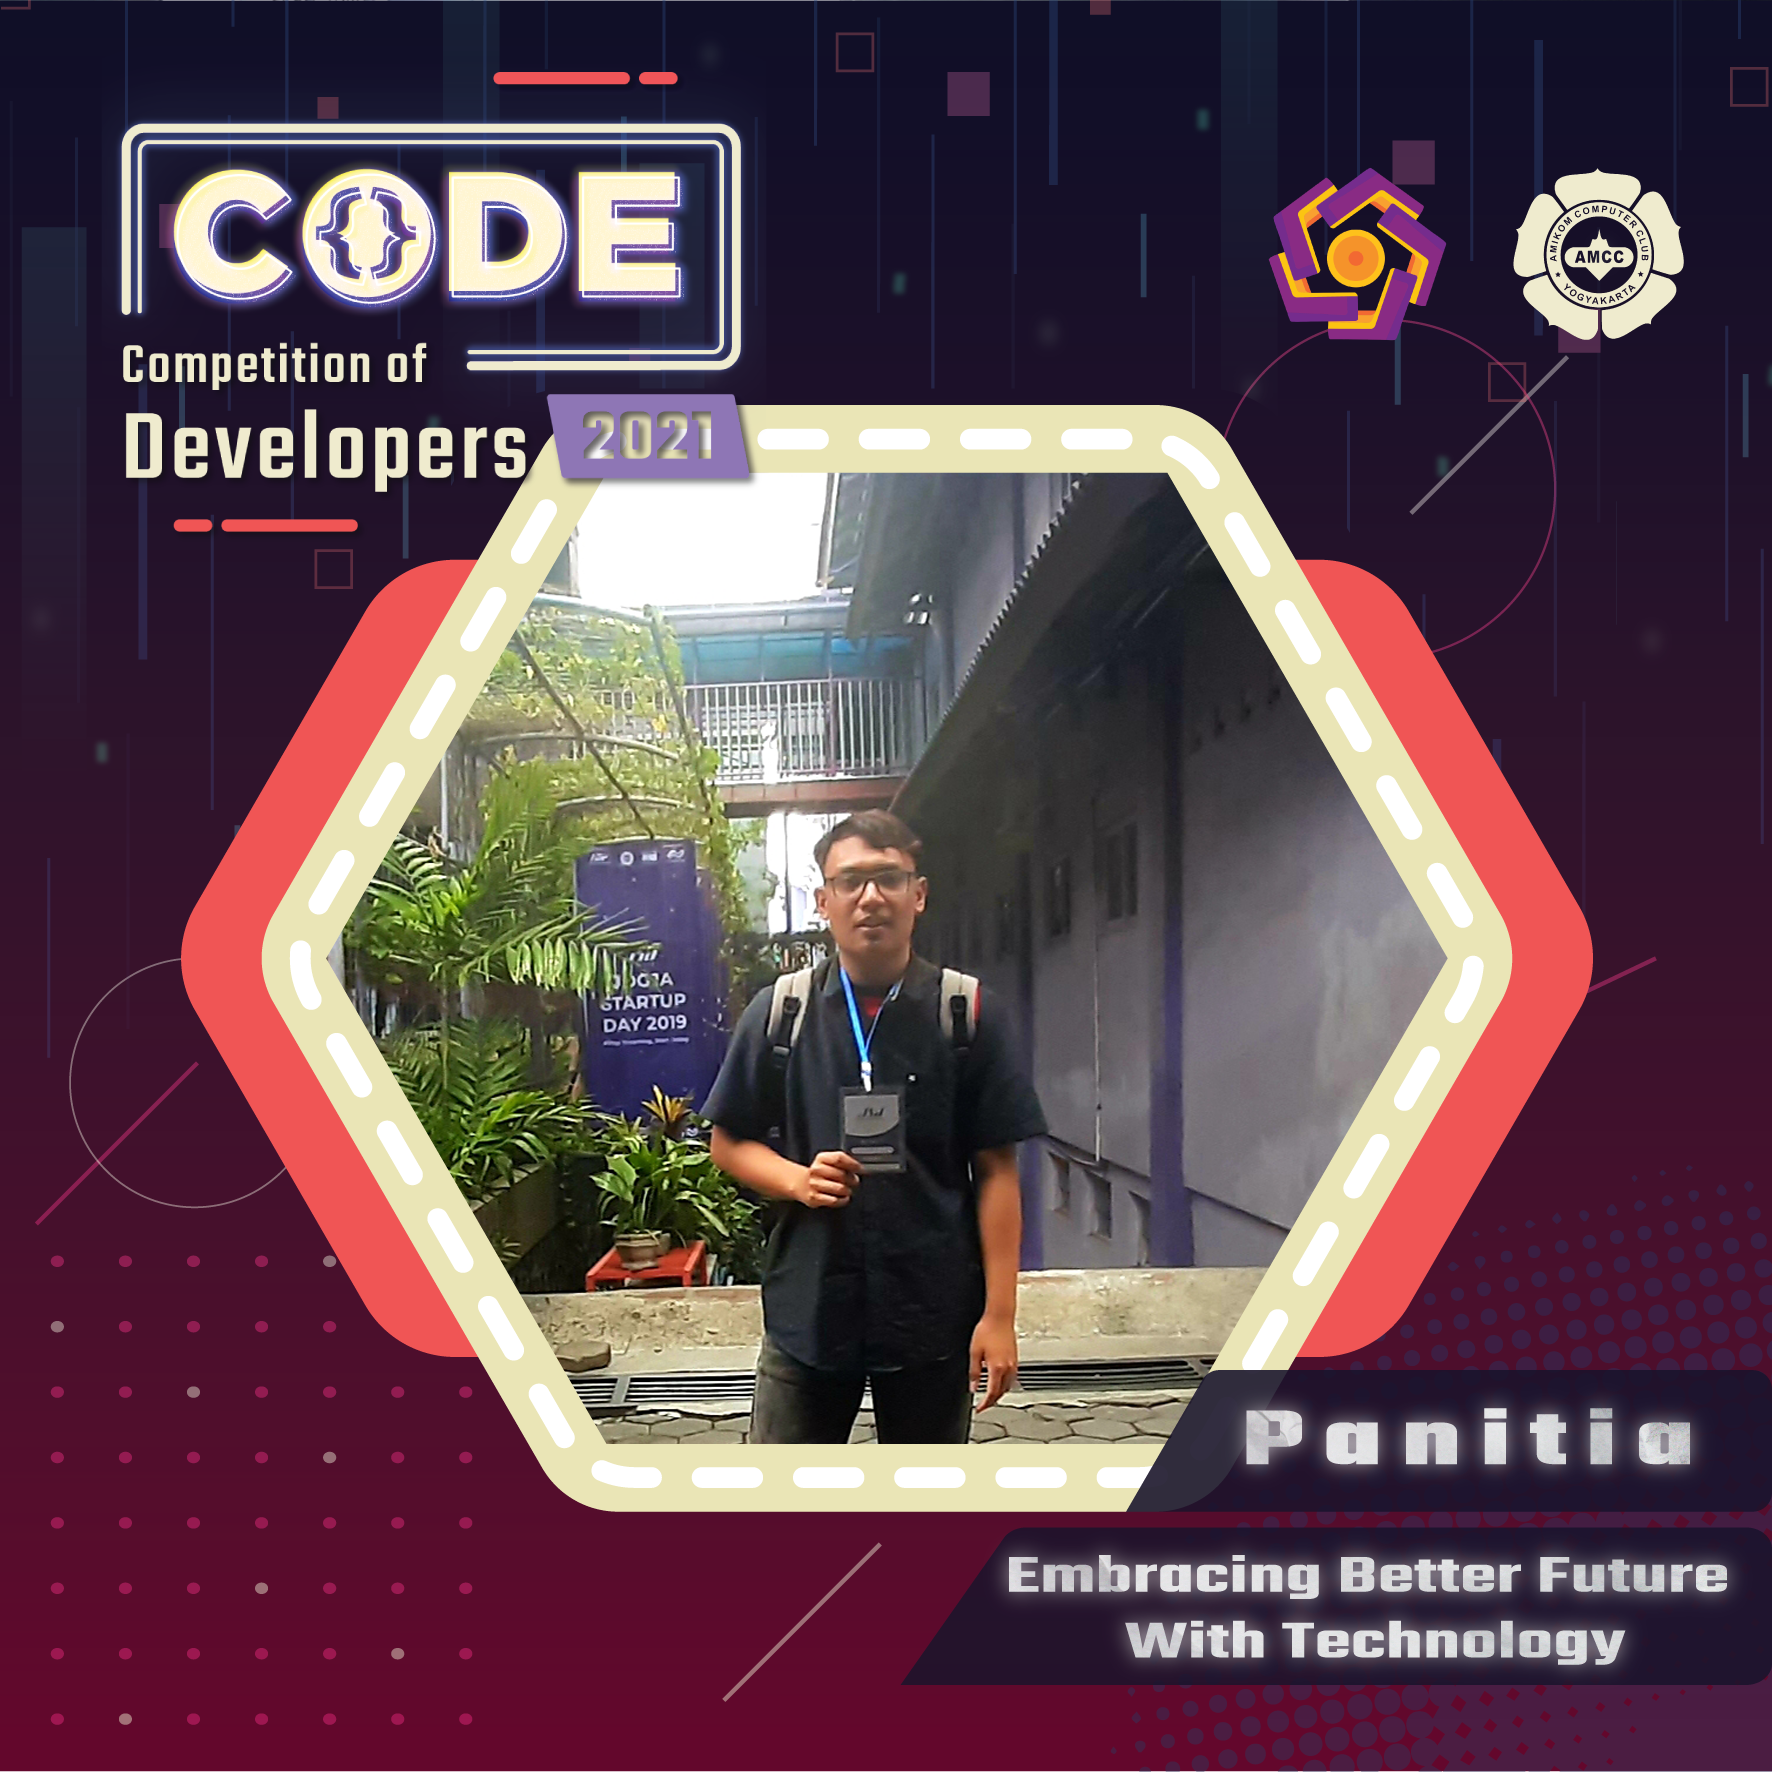 CODE
Competition of
Developers 2021
AMIKOM COMPUTER CLUB
AMCC
YOGYAKARTA
JOGJA
STARTUP
DAY 2019
Panitia
Embracing Better Future
With Technology